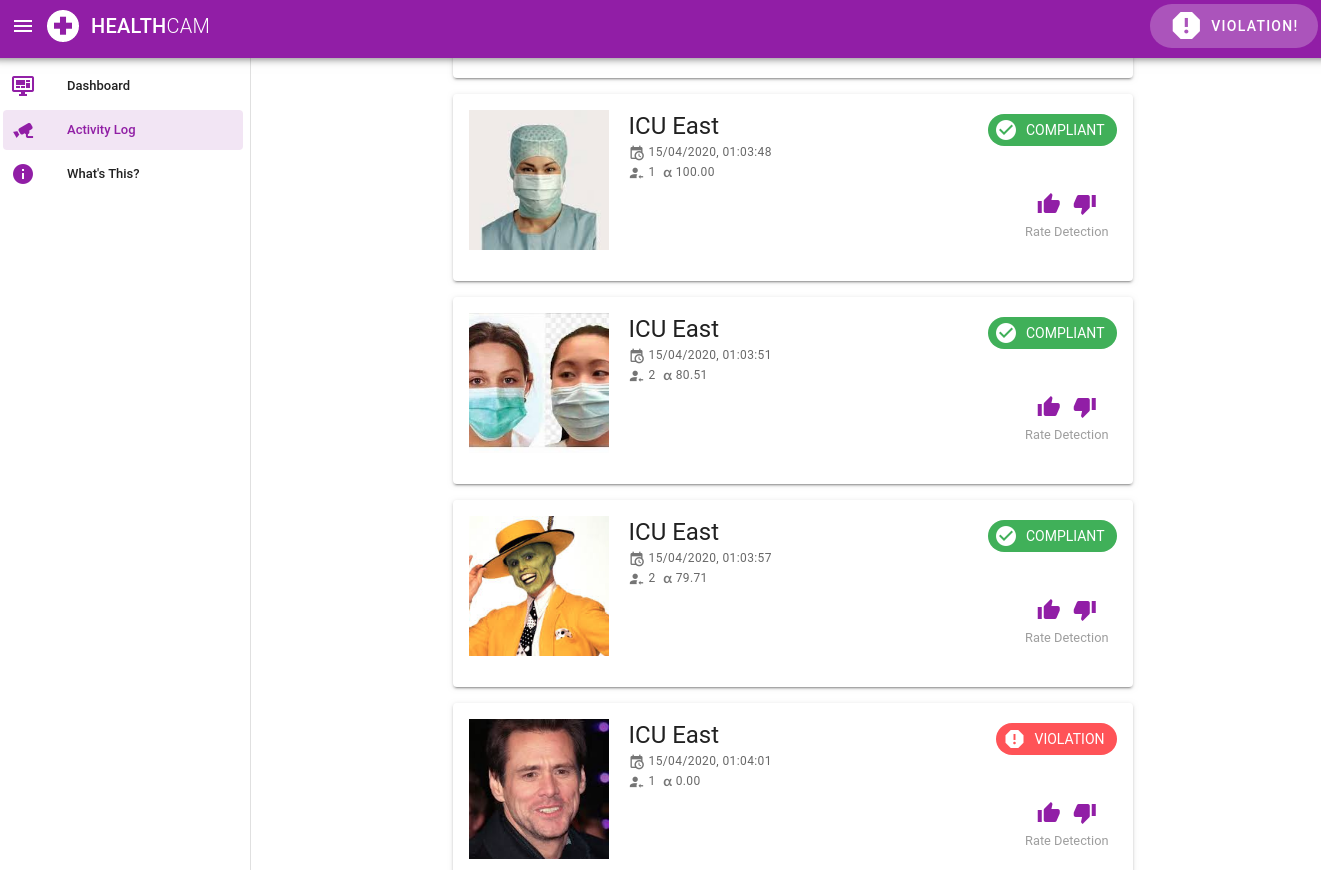 HEALTHCAM
VIOLATION!
Dashboard
Activity Log
What's This?
ICU East
COMPLIANT
15/04/2020, 01:03:48
1 α 100.00
Rate Detection
ICU East
COMPLIANT
15/04/2020, 01:03:51
2 α 80.51
Rate Detection
ICU East
COMPLIANT
15/04/2020, 01:03:57
2 α 79.71
Rate Detection
ICU East
VIOLATION
15/04/2020, 01:04:01
1 α 0.00
Rate Detection